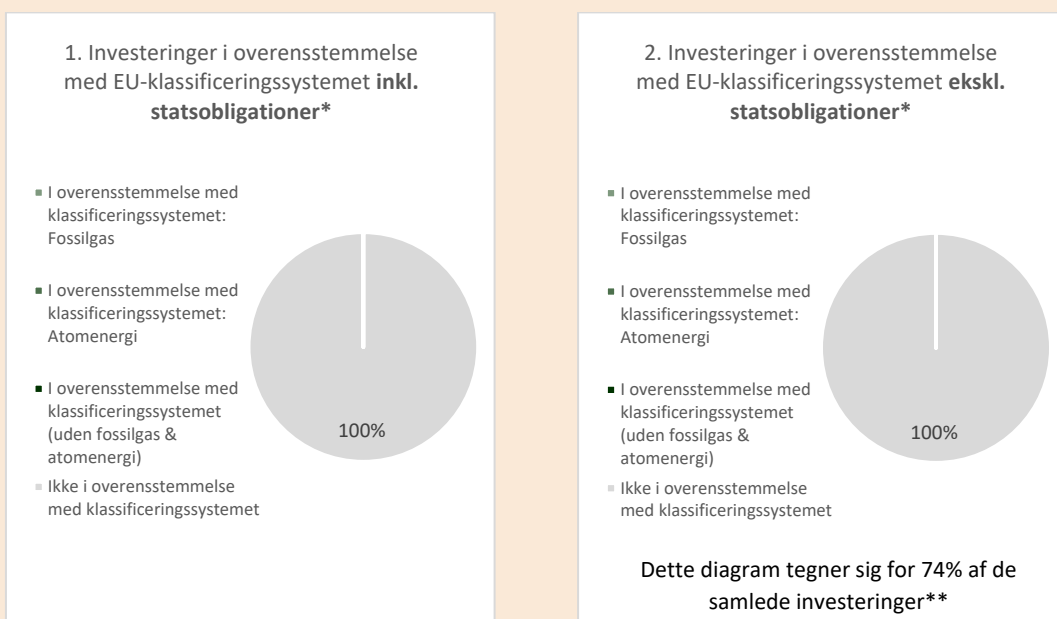 1. Investeringer i overensstemmelse
med EU-klassificeringssystemet inkl.
statsobligationer*
I overensstemmelse med
klassificeringssystemet:
Fossilgas
I overensstemmelse med
klassificeringssystemet:
Atomenergi
I overensstemmelse med
klassificeringssystemet
(uden fossilgas &
atomenergi)
Ikke i overensstemmelse
med klassificeringssystemet
100%
2. Investeringer i overensstemmelse
med EU-klassificeringssystemet ekskl.
statsobligationer*
I overensstemmelse med
klassificeringssystemet:
Fossilgas
I overensstemmelse med
klassificeringssystemet:
Atomenergi
I overensstemmelse med
klassificeringssystemet
(uden fossilgas &
atomenergi)
Ikke i overensstemmelse
med klassificeringssystemet
100%
Dette diagram tegner sig for 74% af de
samlede investeringer**